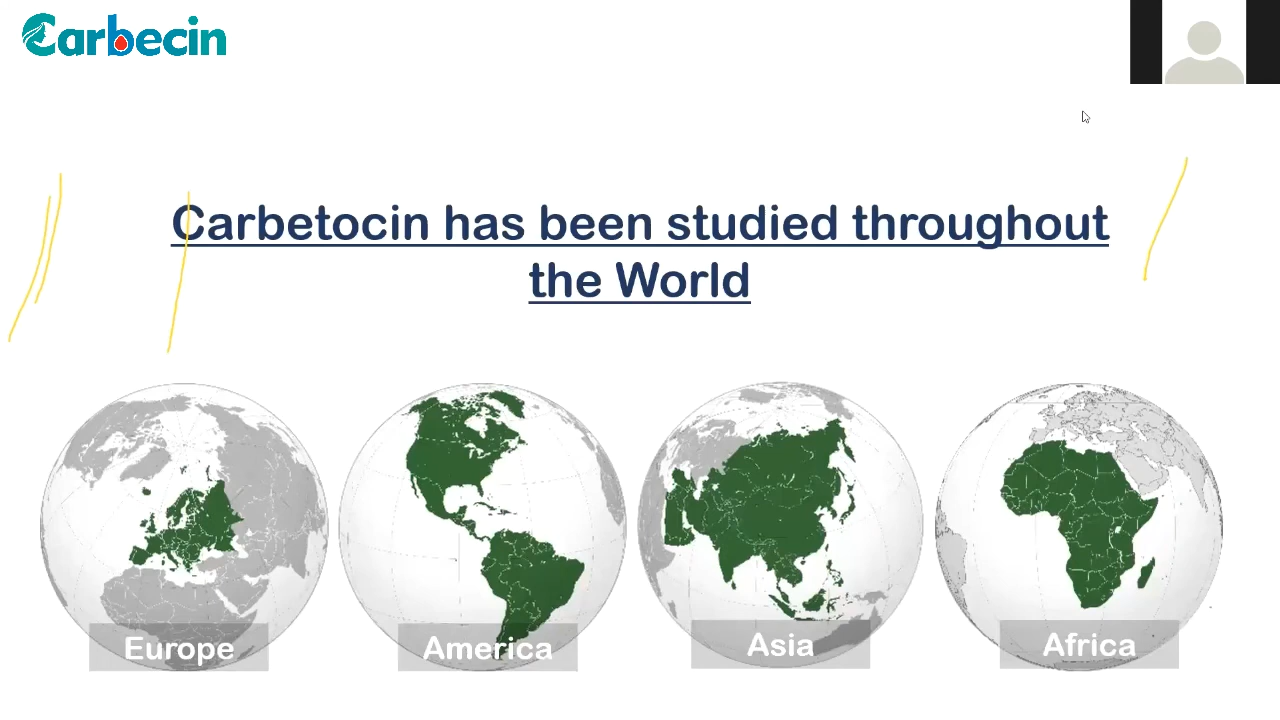 Carbecin
Carbetocin has been studied throughout
the World
Europe
America
Asia
Africa